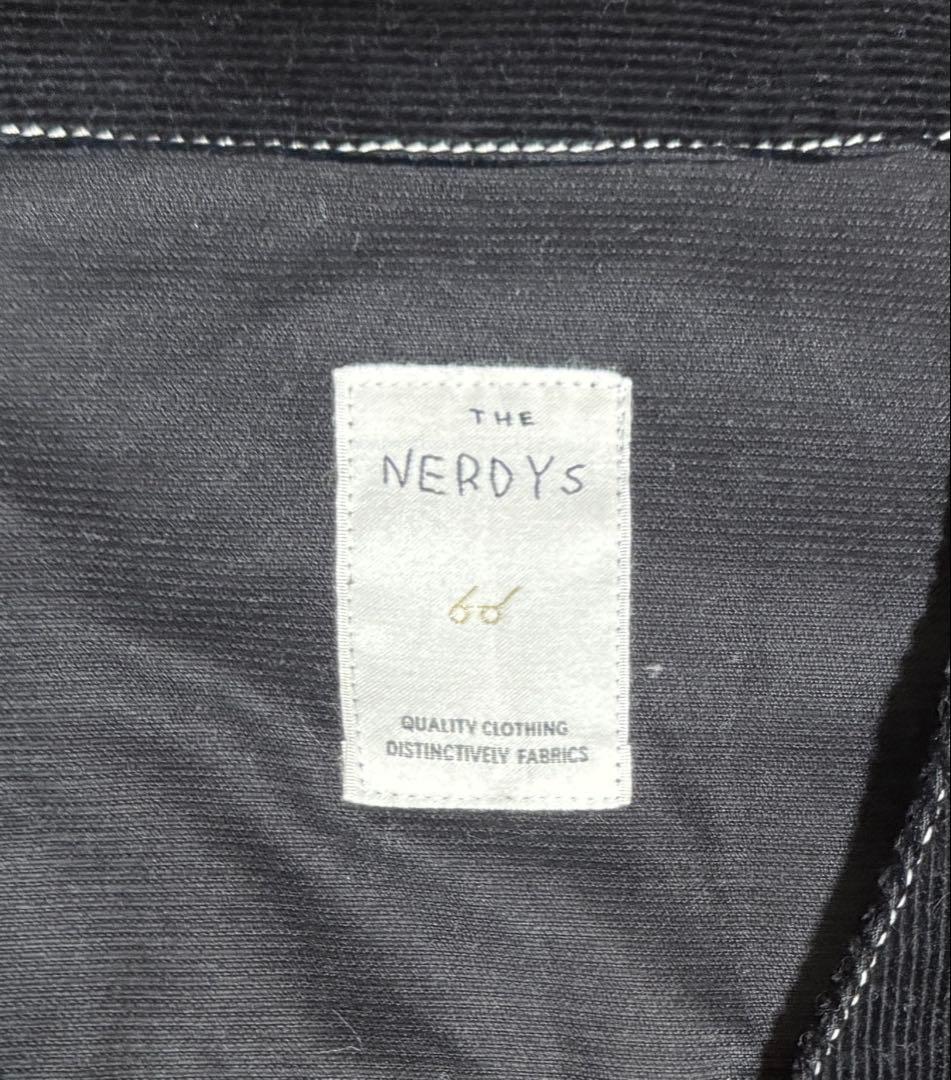 THE
NERDYS
QUALITY CLOTHING
DISTINCTIVELY FABRICS